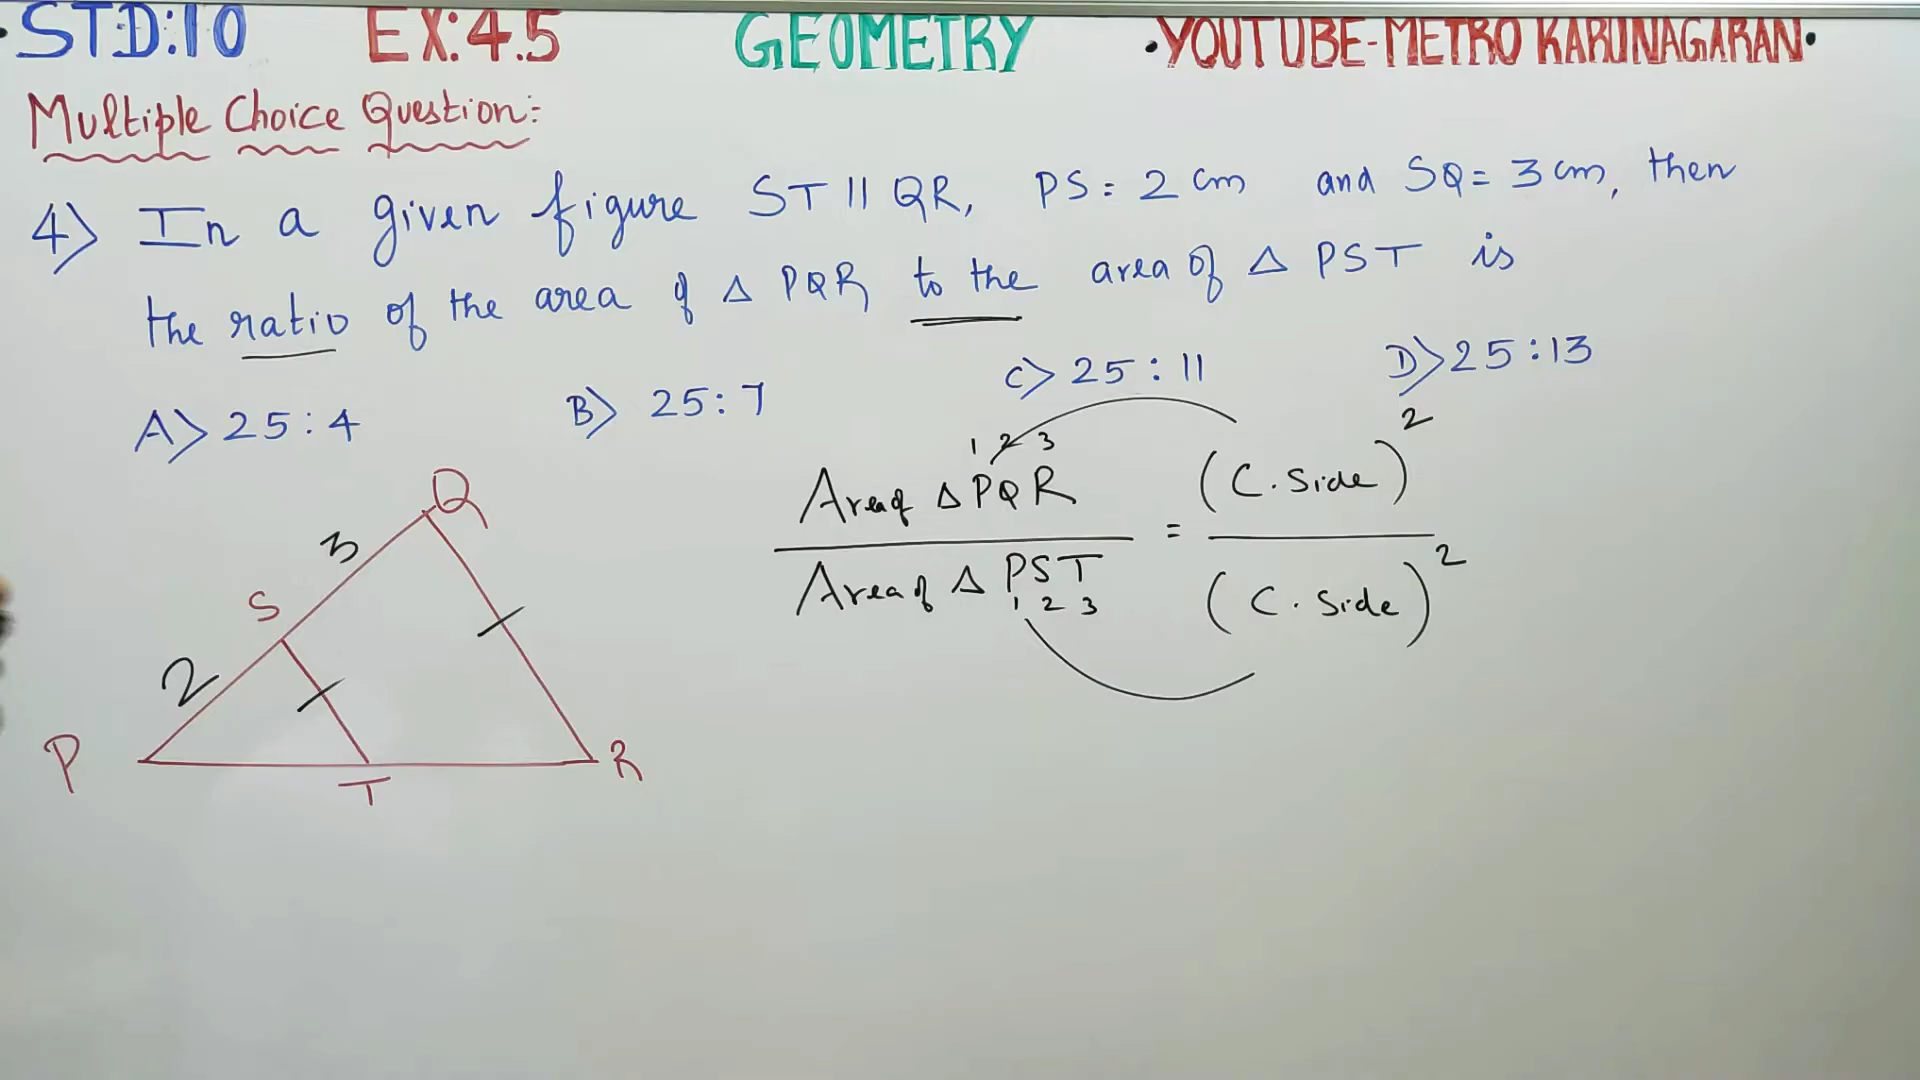 STD:10 EX:4.5 GEOMETRY •YOUTUBE-METRO KARUNAGARAN•
Multiple Choice Question:
4) In a given figure ST || QR, PS = 2 cm and SQ = 3 cm, then
the ratio of the area of △ PQR to the area of △ PST is
A) 25:4 B) 25:7 C) 25:11 D) 25:13
1 2 3 2
Area of △ PQR = (C. Side)
Area of △ PST (C. Side) 2
1 2 3
Q
3
S
2
P
T
R